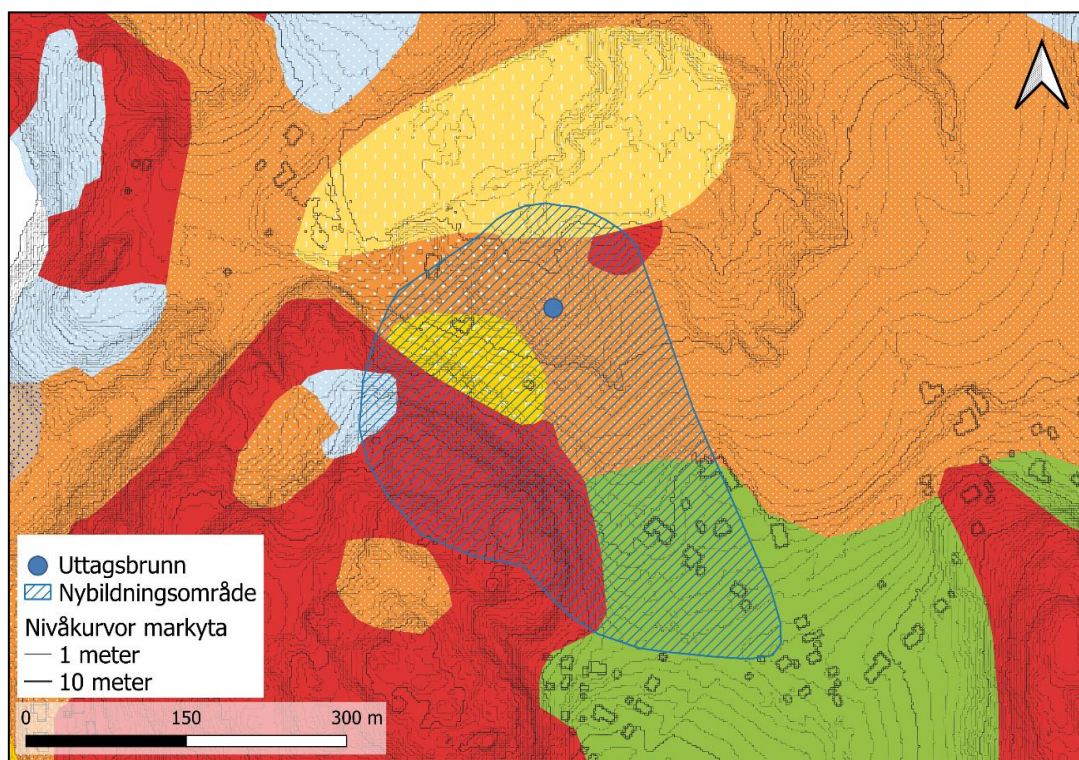 Uttagsbrunn
Nybildningsområde
Nivåkurvor markyta
1 meter
10 meter
0 150 300 m